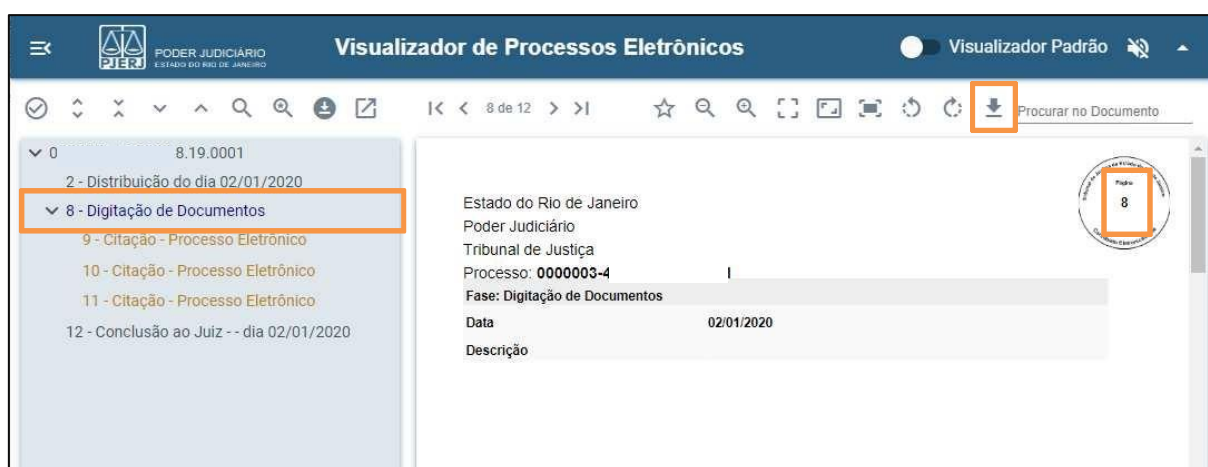 PJERJ
PODER JUDICIÁRIO
ESTADO DO RIO DE JANEIRO
Visualizador de Processos Eletrônicos
Visualizador Padrão
8 de 12
Procurar no Documento
0 8.19.0001
2 - Distribuição do dia 02/01/2020
8 - Digitação de Documentos
9 - Citação - Processo Eletrônico
10 - Citação - Processo Eletrônico
11 - Citação - Processo Eletrônico
12 - Conclusão ao Juiz - - dia 02/01/2020
Página
8
Estado do Rio de Janeiro
Poder Judiciário
Tribunal de Justiça
Processo: 0000003-4
Fase: Digitação de Documentos
Data 02/01/2020
Descrição